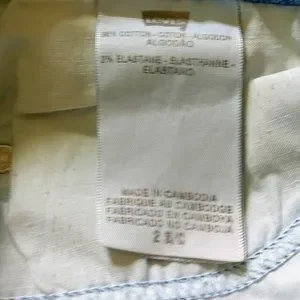 98% COTTON - COTON - ALGODON
ALGODÃO
2% ELASTANE - ELASTHANNE -
ELASTANO
MADE IN CAMBODIA
FABRIQUE AU CAMBODGE
FABRICADO EN CAMBOYA
FABRICADO NO CAMBOJA